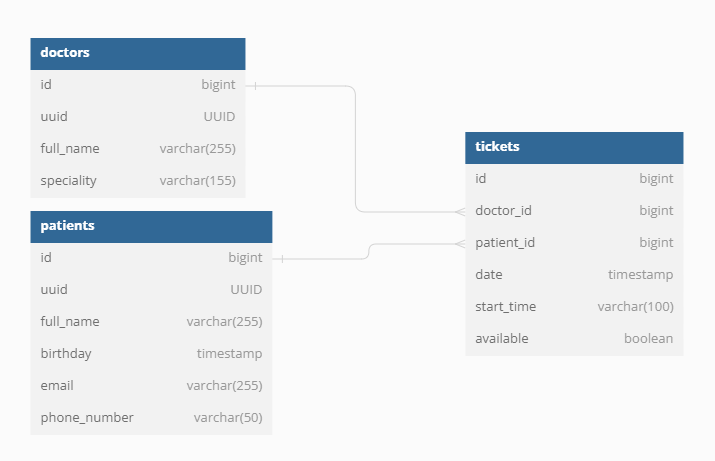 doctors
id bigint
uuid UUID
full_name varchar(255)
speciality varchar(155)
patients
id bigint
uuid UUID
full_name varchar(255)
birthday timestamp
email varchar(255)
phone_number varchar(50)
tickets
id bigint
doctor_id bigint
patient_id bigint
date timestamp
start_time varchar(100)
available boolean